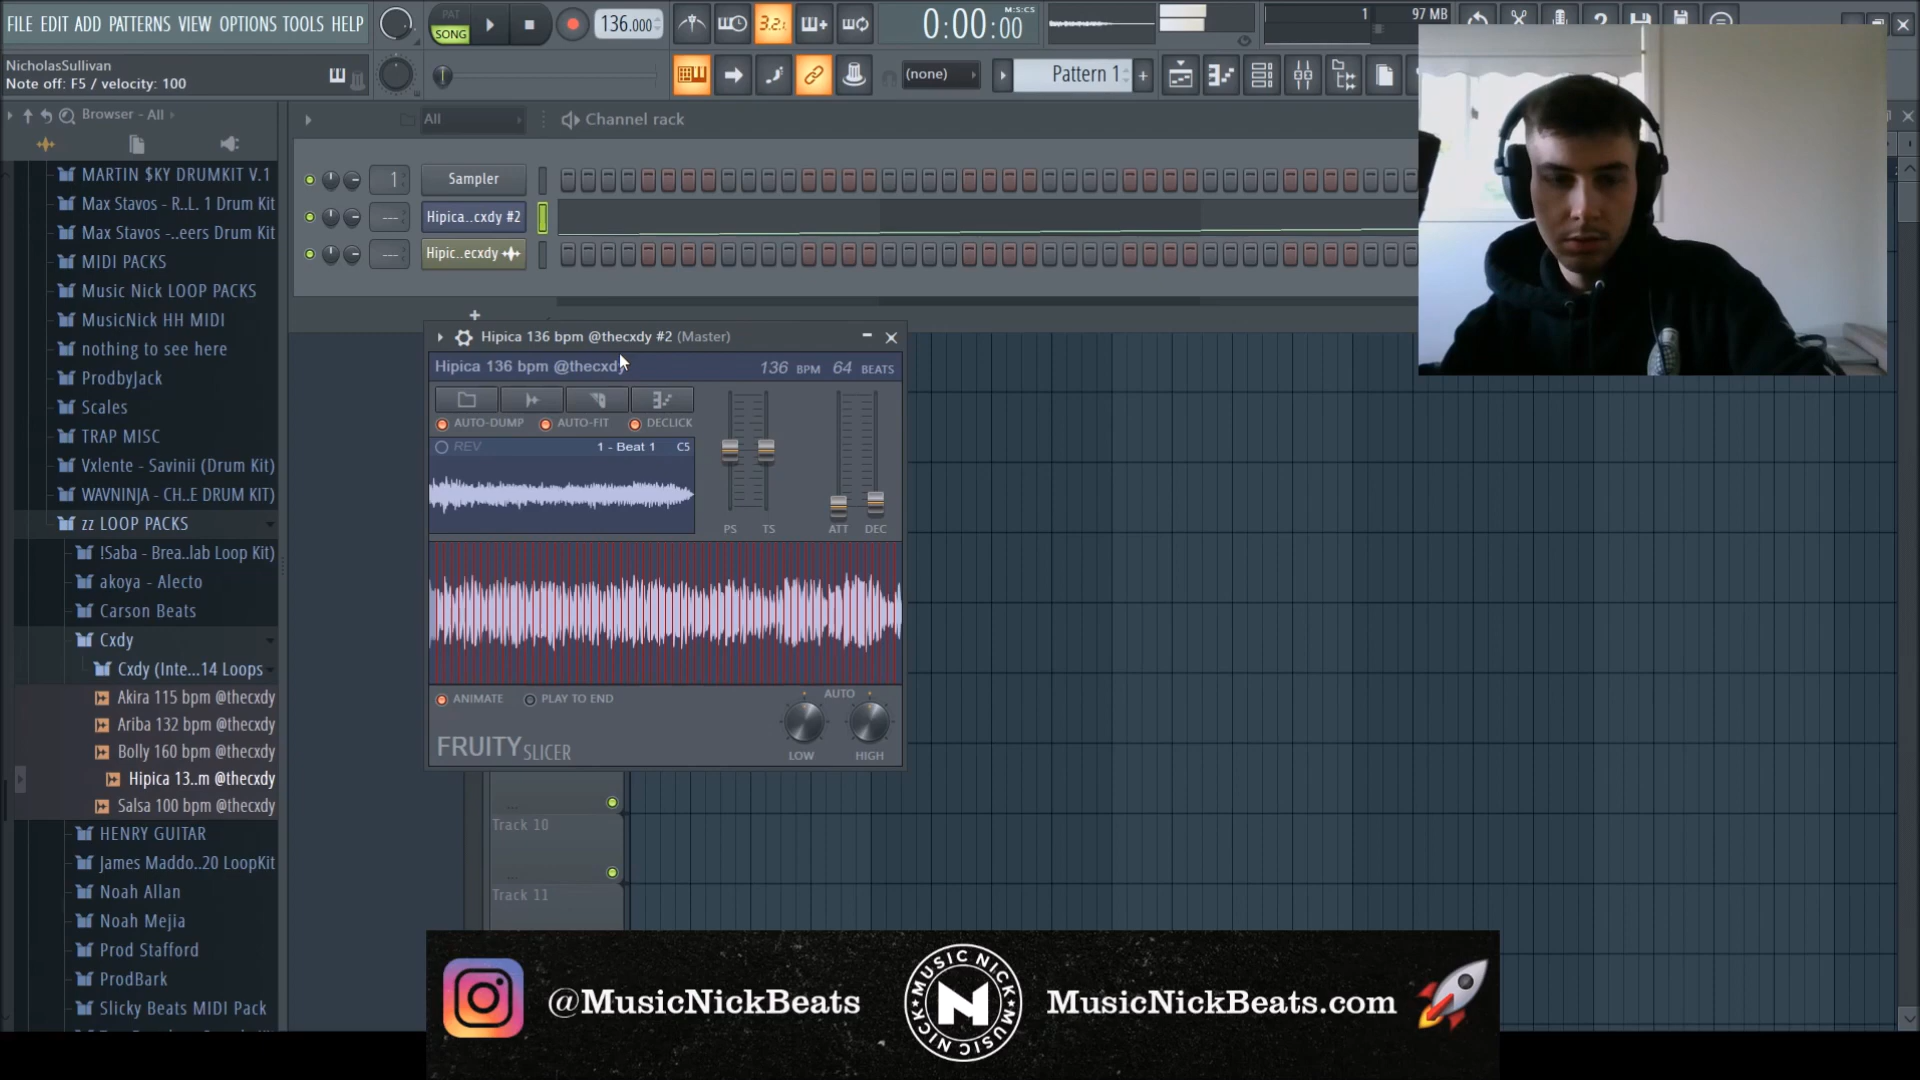 FILE EDIT ADD PATTERNS VIEW OPTIONS TOOLS HELP
PAT
SONG
136.000
3.2.1
0:00:00
M:S:CS
1
97 MB
NicholasSullivan
Note off: F5 / velocity: 100
(none)
Pattern 1
+
Browser - All
All
Channel rack
MARTIN $KY DRUMKIT V.1
Max Stavos - R..L. 1 Drum Kit
Max Stavos -..eers Drum Kit
MIDI PACKS
Music Nick LOOP PACKS
MusicNick HH MIDI
nothing to see here
ProdbyJack
Scales
TRAP MISC
Vxlente - Savinii (Drum Kit)
WAVNINJA - CH..E DRUM KIT)
zz LOOP PACKS
!Saba - Brea..lab Loop Kit)
akoya - Alecto
Carson Beats
Cxdy
Cxdy (Inte...14 Loops
Akira 115 bpm @thecxdy
Ariba 132 bpm @thecxdy
Bolly 160 bpm @thecxdy
Hipica 13..m @thecxdy
Salsa 100 bpm @thecxdy
HENRY GUITAR
James Maddo..20 LoopKit
Noah Allan
Noah Mejia
Prod Stafford
ProdBark
Slicky Beats MIDI Pack
1
Sampler
---
Hipica..cxdy #2
---
Hipic..ecxdy
+
Hipica 136 bpm @thecxdy #2 (Master)
Hipica 136 bpm @thecxdy
136 BPM 64 BEATS
AUTO-DUMP AUTO-FIT DECLICK
REV
1 - Beat 1 C5
PS TS ATT DEC
ANIMATE PLAY TO END
AUTO
LOW HIGH
FRUITY SLICER
Track 10
Track 11
@MusicNickBeats
MUSIC NICK
N
MUSIC NICK
MusicNickBeats.com